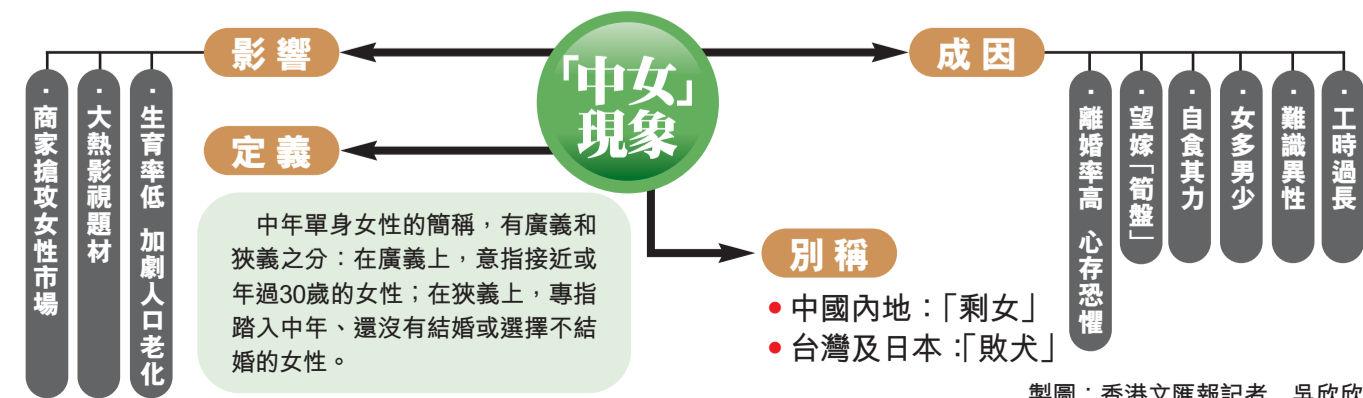 「中女」
現象
影響
· 商家搶攻女性市場
· 大熱影視題材
· 生育率低 加劇人口老化
定義
中年單身女性的簡稱，有廣義和
狹義之分：在廣義上，意指接近或
年過30歲的女性；在狹義上，專指
踏入中年、還沒有結婚或選擇不結
婚的女性。
成因
· 離婚率高 心存恐懼
· 望嫁「筍盤」
· 自食其力
· 女多男少
· 難識異性
· 工時過長
別稱
• 中國內地：「剩女」
• 台灣及日本：「敗犬」
製圖：香港文匯報記者 吳欣欣